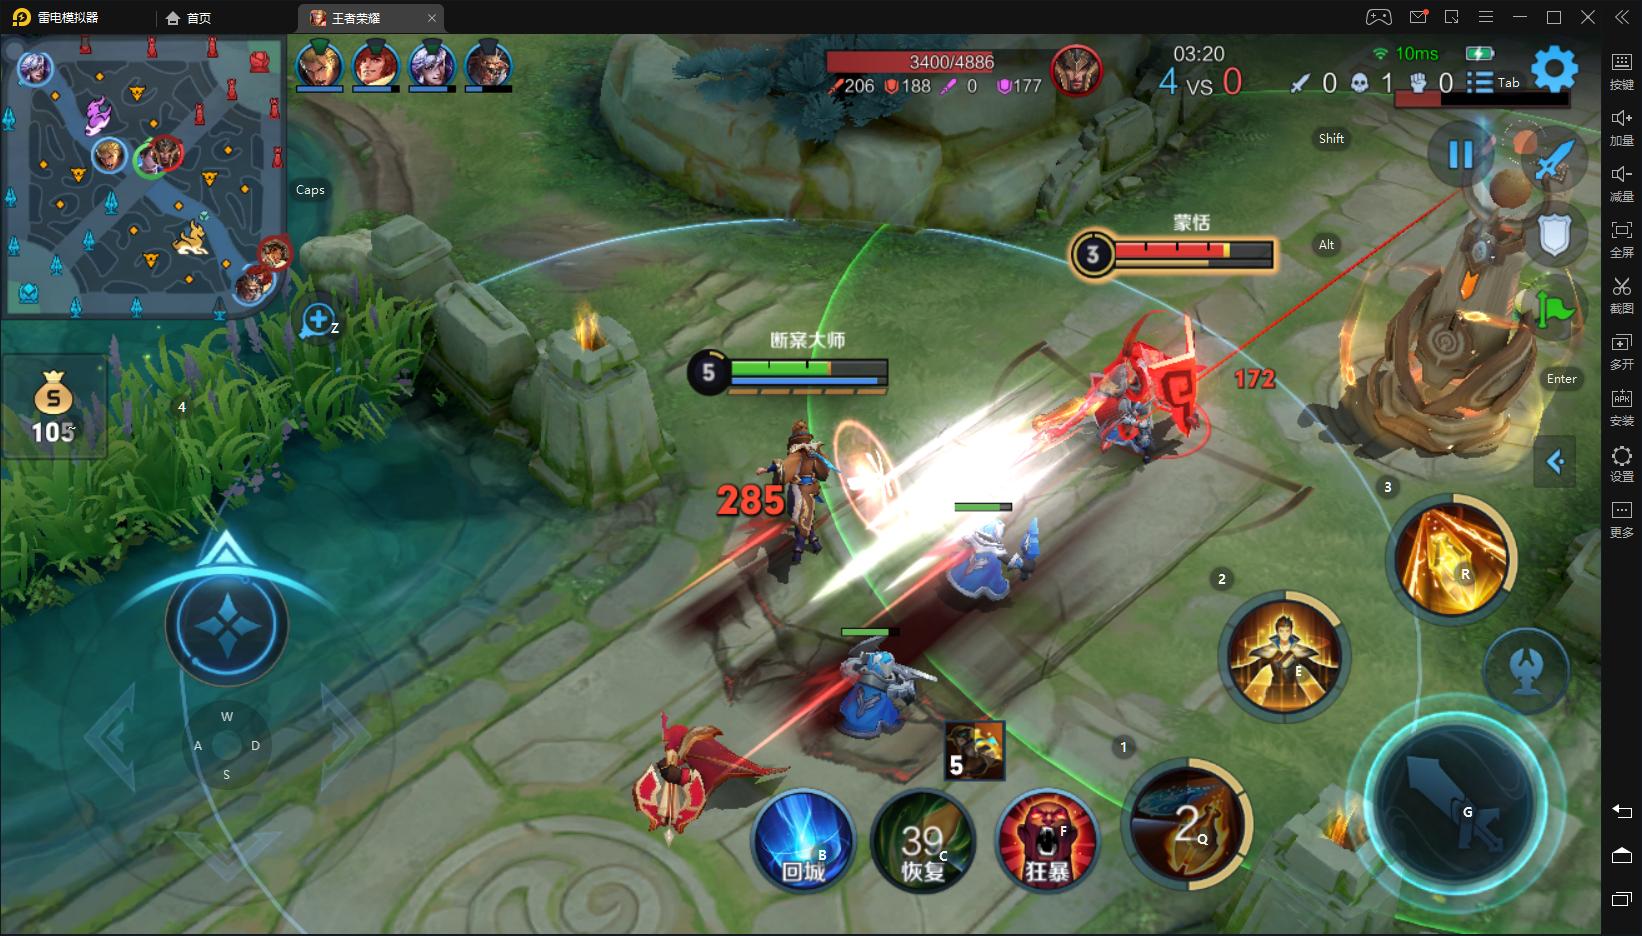 雷电模拟器
首页
王者荣耀
3400/4886
206 188 0 177
03:20
4 VS 0
0 1 0
10ms
Tab
按键
加量
减量
全屏
截图
多开
安装
设置
更多
APK
Shift
Caps
Alt
Enter
蒙恬
3
断案大师
5
172
285
Z
105
~
4
W
A
D
S
5
回城
B
39
恢复
C
狂暴
F
1
2
Q
2
E
3
R
G